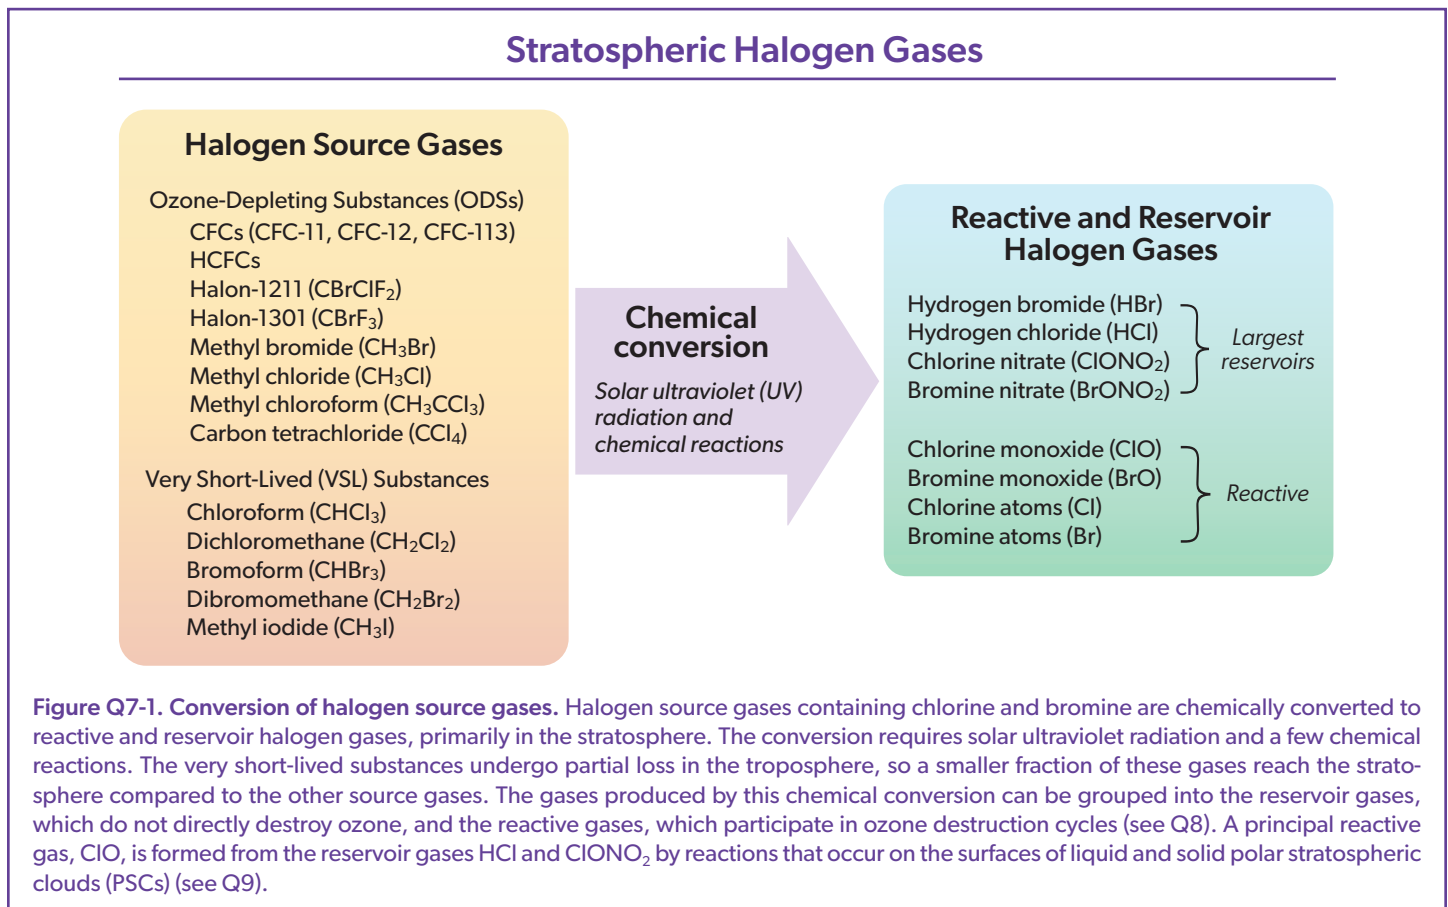 Stratospheric Halogen Gases
Halogen Source Gases
Ozone-Depleting Substances (ODSs)
CFCs (CFC-11, CFC-12, CFC-113)
HCFCs
Halon-1211 (CBrClF₂)
Halon-1301 (CBrF₃)
Methyl bromide (CH₃Br)
Methyl chloride (CH₃Cl)
Methyl chloroform (CH₃CCl₃)
Carbon tetrachloride (CCl₄)
Very Short-Lived (VSL) Substances
Chloroform (CHCl₃)
Dichloromethane (CH₂Cl₂)
Bromoform (CHBr₃)
Dibromomethane (CH₂Br₂)
Methyl iodide (CH₃I)
Chemical
conversion
Solar ultraviolet (UV)
radiation and
chemical reactions
Reactive and Reservoir
Halogen Gases
Hydrogen bromide (HBr)
Hydrogen chloride (HCl)
Chlorine nitrate (ClONO₂)
Bromine nitrate (BrONO₂)
Largest
reservoirs
Chlorine monoxide (ClO)
Bromine monoxide (BrO)
Chlorine atoms (Cl)
Bromine atoms (Br)
Reactive
Figure Q7-1. Conversion of halogen source gases. Halogen source gases containing chlorine and bromine are chemically converted to
reactive and reservoir halogen gases, primarily in the stratosphere. The conversion requires solar ultraviolet radiation and a few chemical
reactions. The very short-lived substances undergo partial loss in the troposphere, so a smaller fraction of these gases reach the strato-
sphere compared to the other source gases. The gases produced by this chemical conversion can be grouped into the reservoir gases,
which do not directly destroy ozone, and the reactive gases, which participate in ozone destruction cycles (see Q8). A principal reactive
gas, ClO, is formed from the reservoir gases HCl and ClONO₂ by reactions that occur on the surfaces of liquid and solid polar stratospheric
clouds (PSCs) (see Q9).